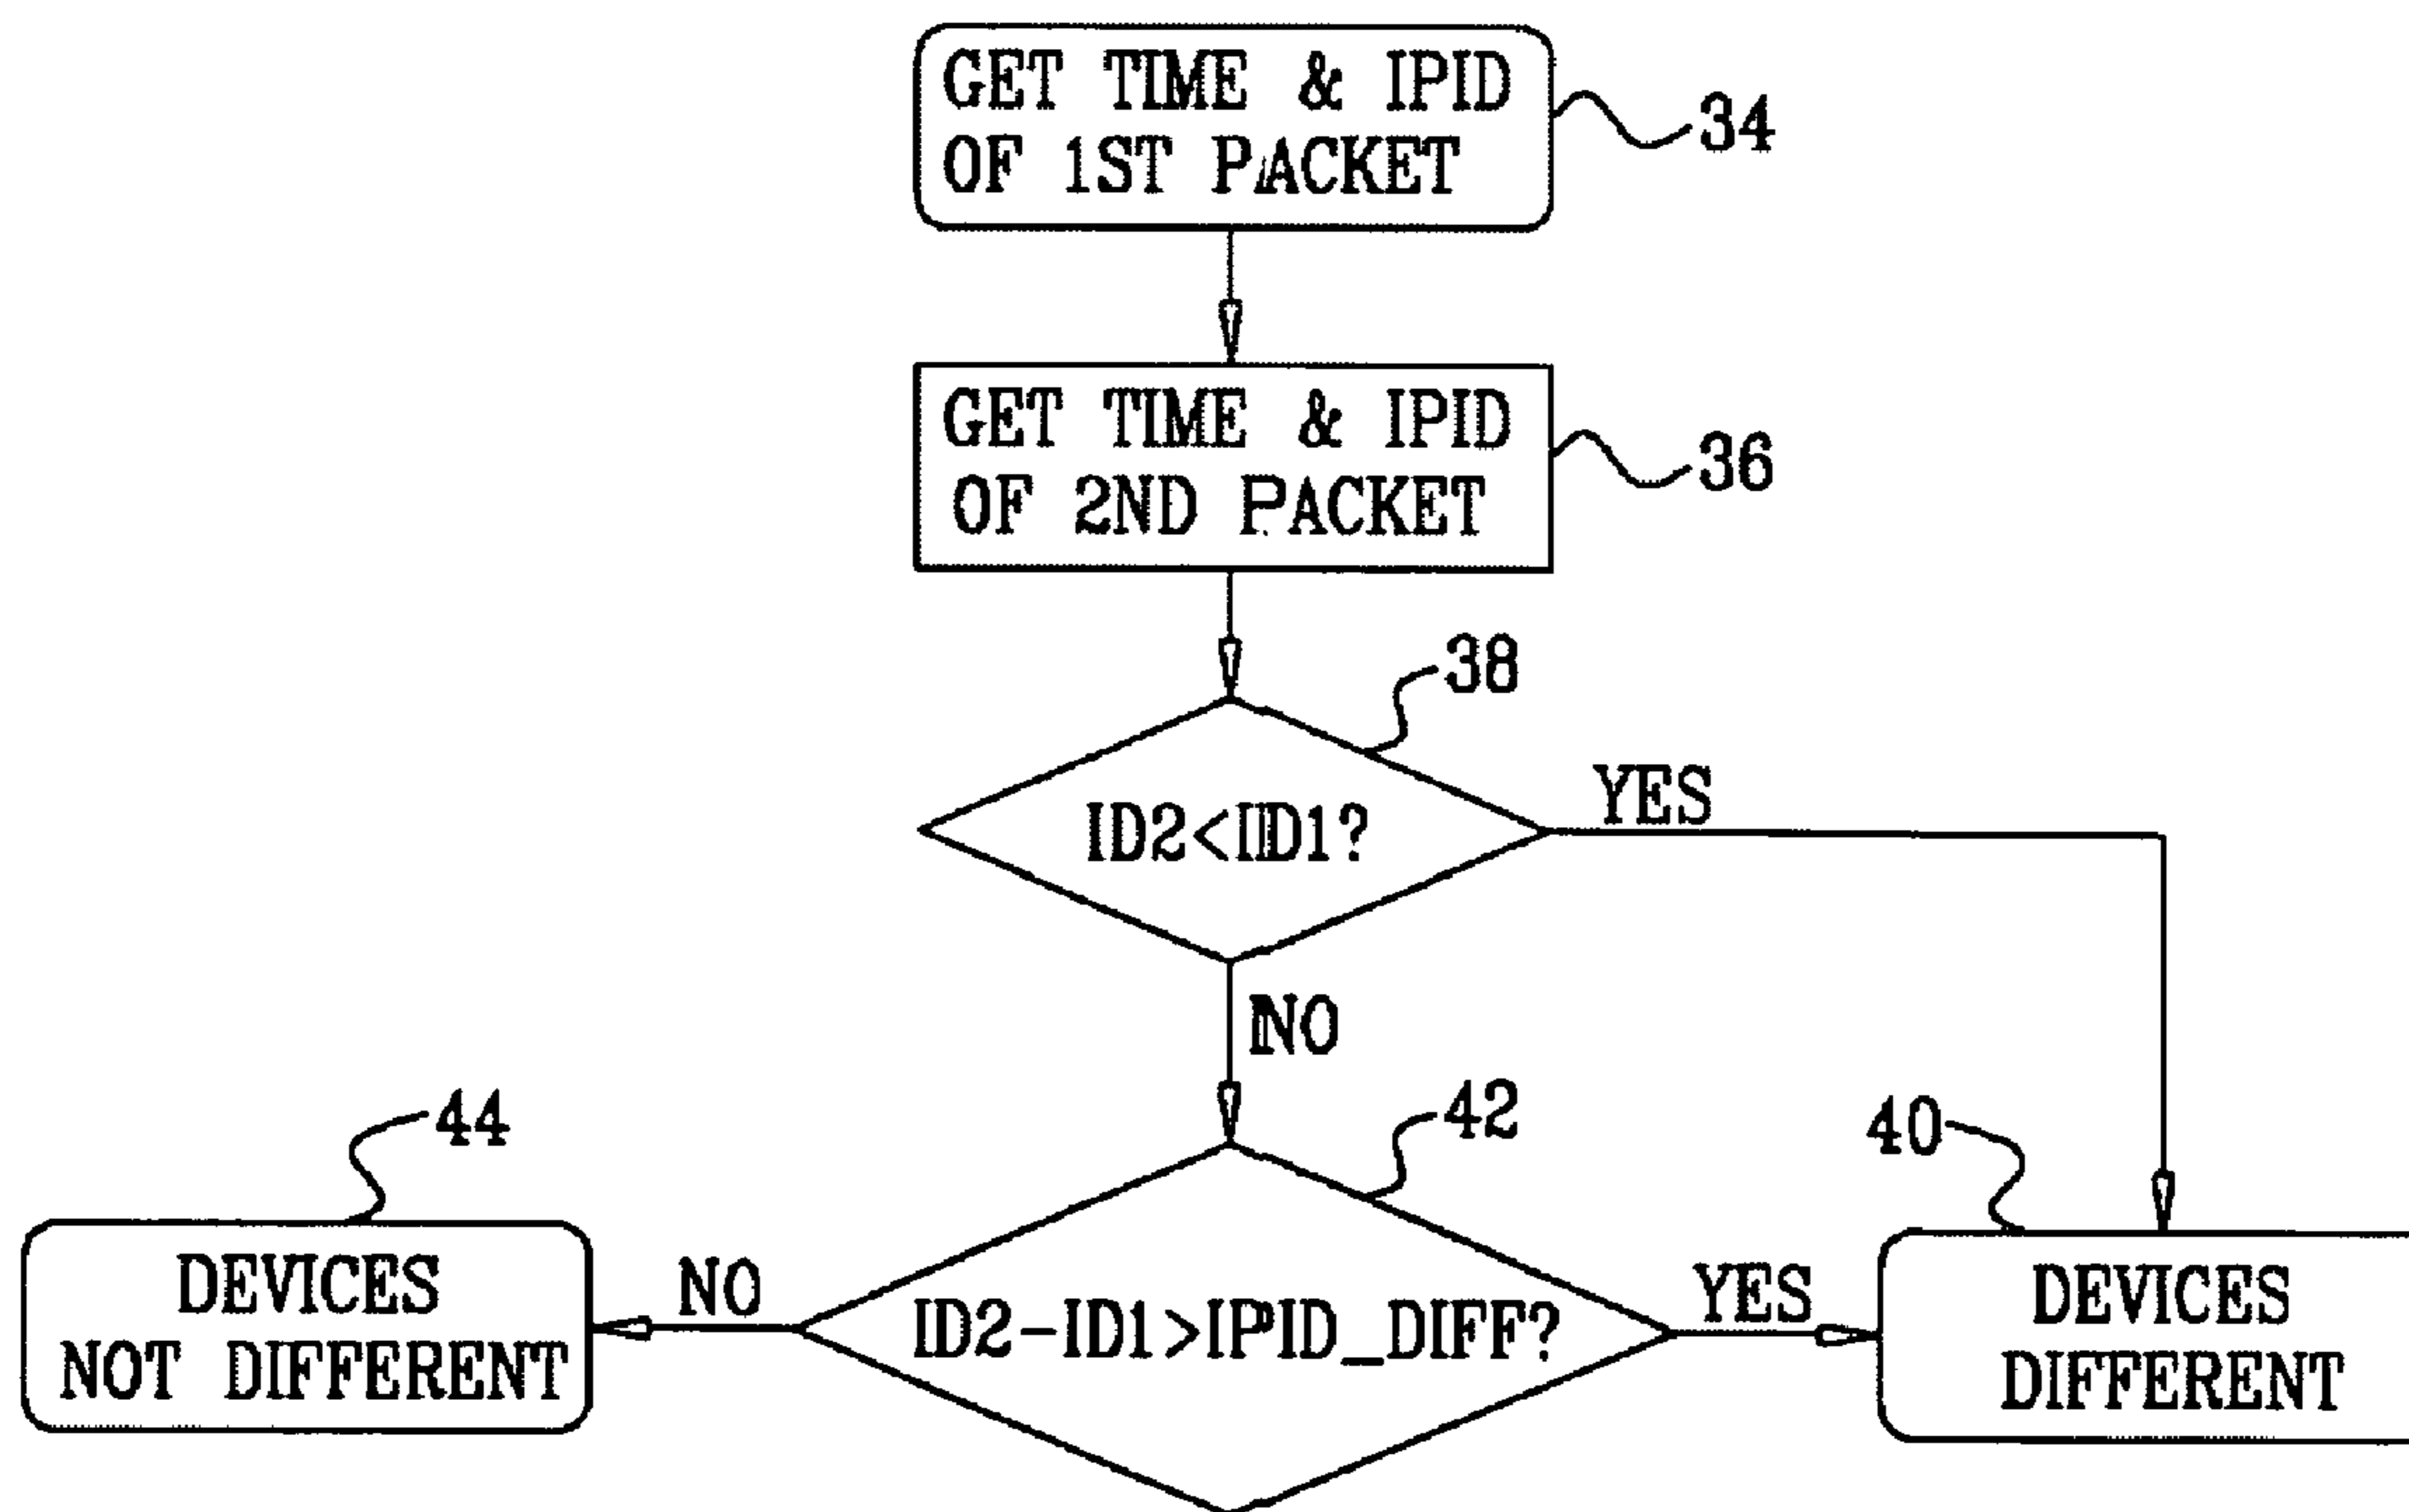 GET TIME & IPID
OF 1ST PACKET
34
GET TIME & IPID
OF 2ND PACKET
36
38
ID2<ID1?
YES
NO
44
42
40
DEVICES
NOT DIFFERENT
NO
ID2-ID1>IPID_DIFF?
YES
DEVICES
DIFFERENT